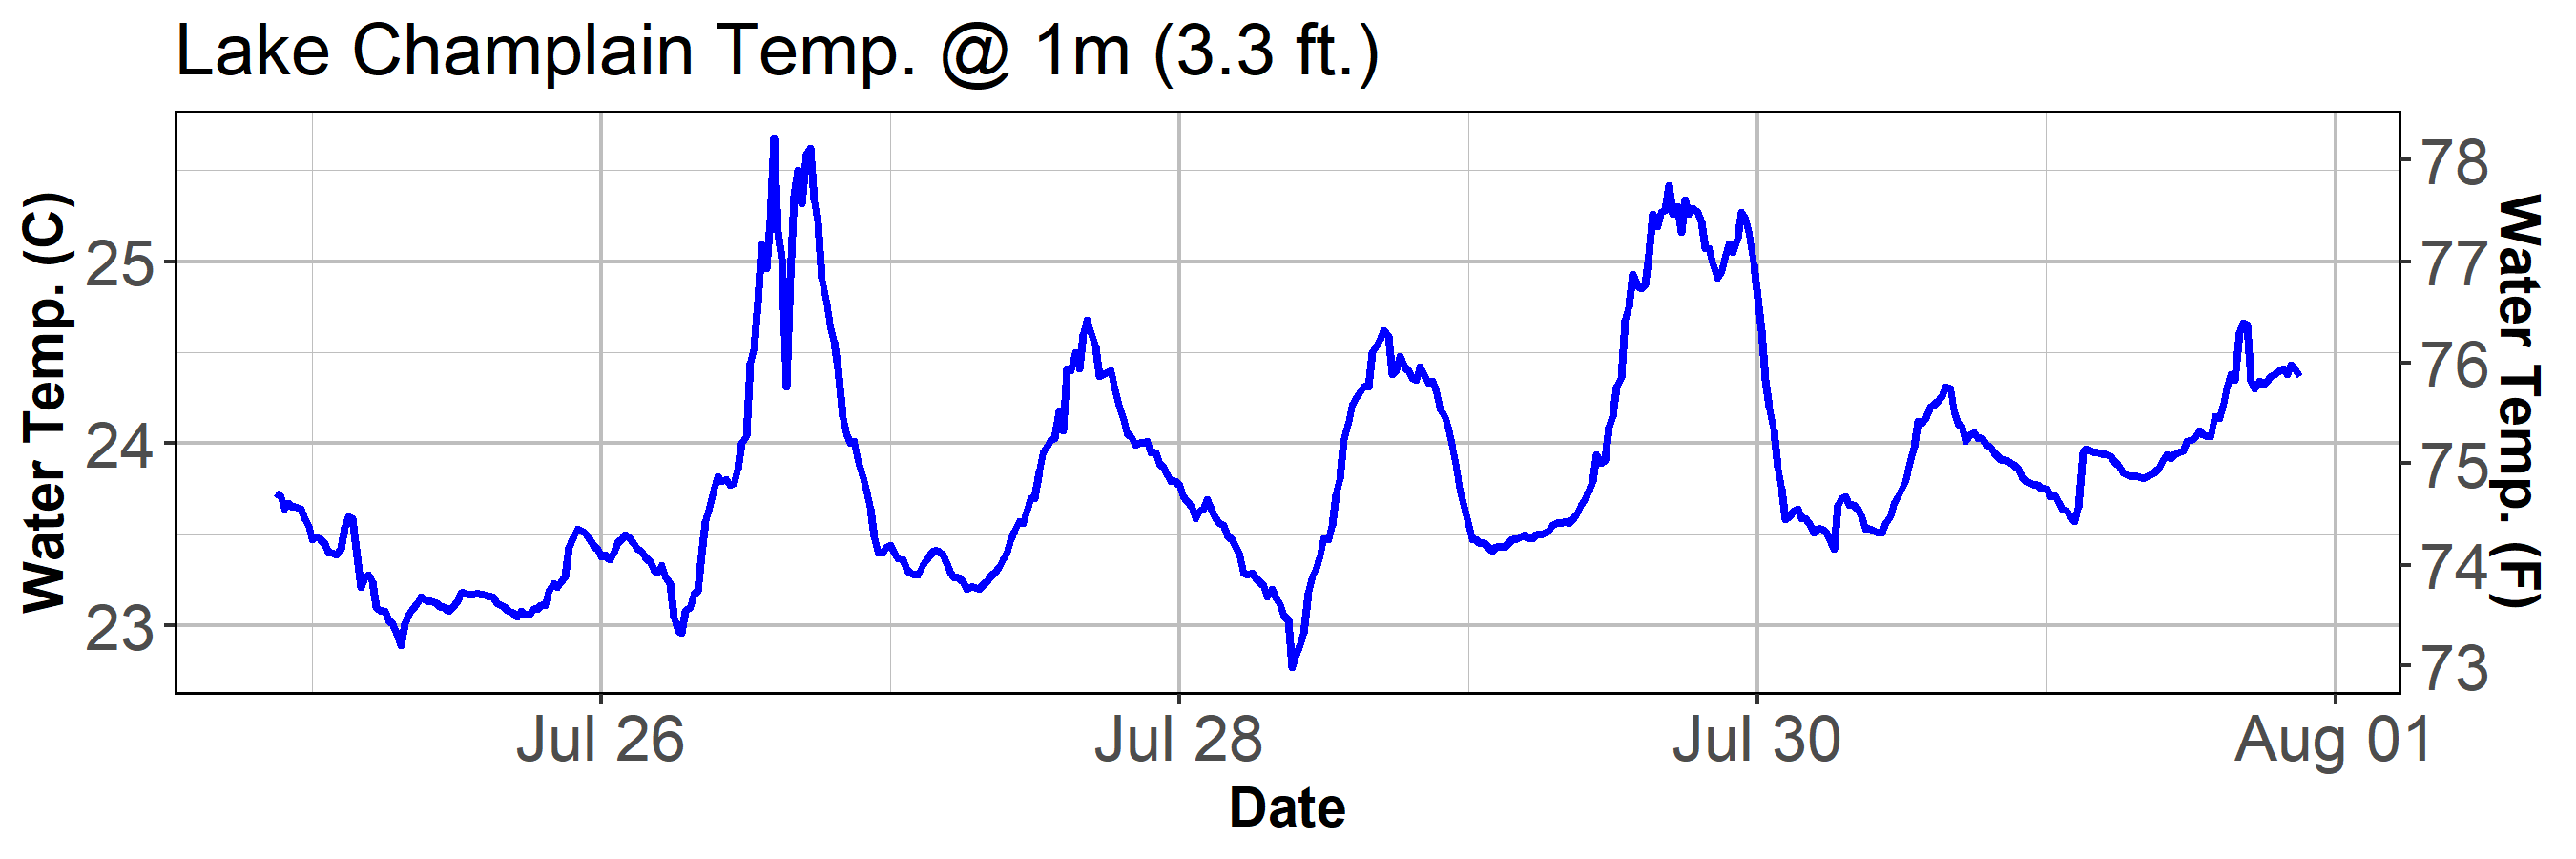 Lake Champlain Temp. @ 1m (3.3 ft.)
Water Temp. (C)
25
24
23
78
77
76
75
74
73
Water Temp. (F)
Jul 26 Jul 28 Jul 30 Aug 01
Date